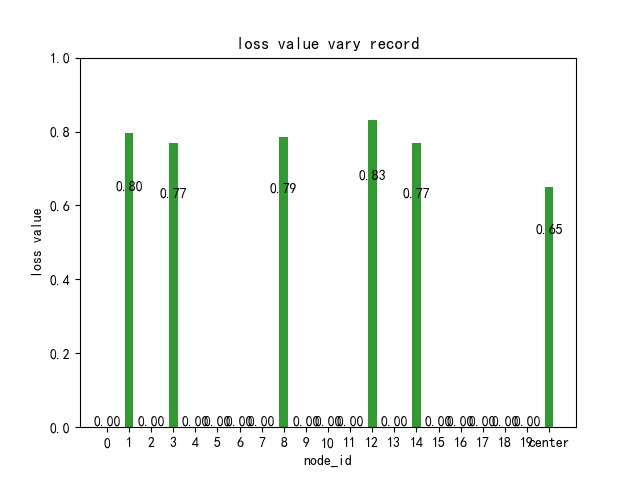 loss value vary record
1.0
0.8
0.6
0.4
0.2
0.0
loss value
0.00 0.80 0.00 0.77 0.00 0.00 0.00 0.00 0.79 0.00 0.00 0.00 0.83 0.00 0.77 0.00 0.00 0.00 0.00 0.00 0.65
0 1 2 3 4 5 6 7 8 9 10 11 12 13 14 15 16 17 18 19 center
node_id